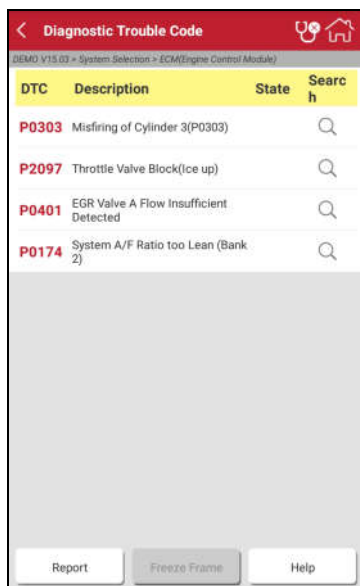 Diagnostic Trouble Code
DEMO V15.03 > System Selection > ECM(Engine Control Module)
DTC Description State Searc
h
P0303 Misfiring of Cylinder 3(P0303)
P2097 Throttle Valve Block(Ice up)
P0401 EGR Valve A Flow Insufficient
Detected
P0174 System A/F Ratio too Lean (Bank
2)
Report Freeze Frame Help